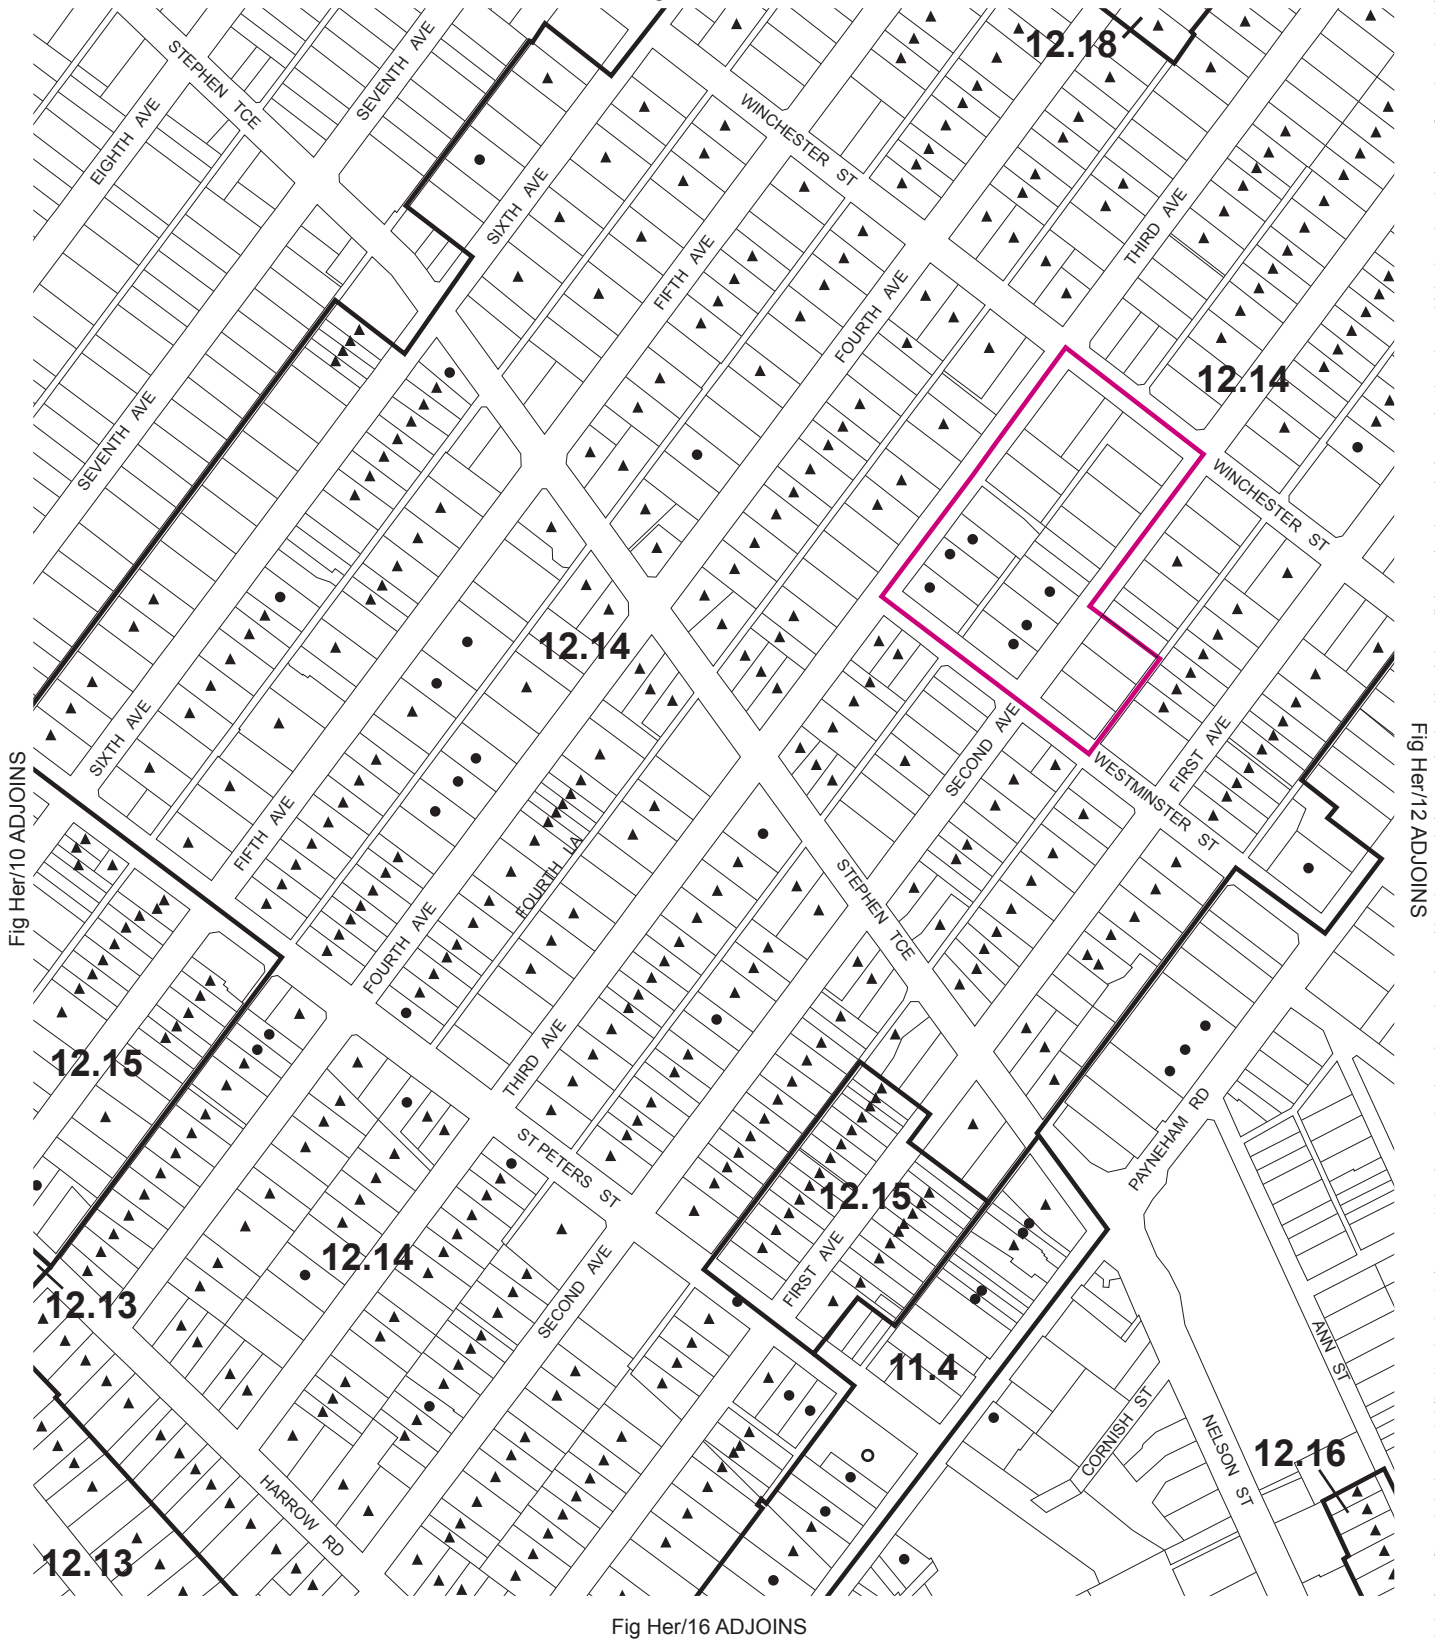 12.18
STEPHEN TCE
SEVENTH AVE
EIGHTH AVE
WINCHESTER ST
SIXTH AVE
FIFTH AVE
THIRD AVE
FOURTH AVE
12.14
SEVENTH AVE
WINCHESTER ST
12.14
SIXTH AVE
SECOND AVE
FIRST AVE
WESTMINSTER ST
Fig Her/10 ADJOINS
Fig Her/12 ADJOINS
FIFTH AVE
FOURTH LA
STEPHEN TCE
FOURTH AVE
12.15
THIRD AVE
PAYNEHAM RD
ST PETERS ST
12.15
12.14
FIRST AVE
SECOND AVE
12.13
11.4
ANN ST
CORNISH ST
NELSON ST
12.16
HARROW RD
12.13
Fig Her/16 ADJOINS